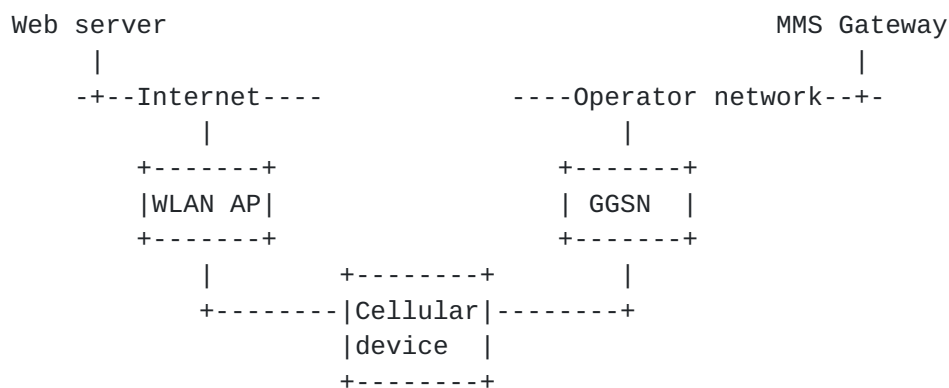 Web server MMS Gateway
Internet Operator network
WLAN AP GGSN
Cellular
device